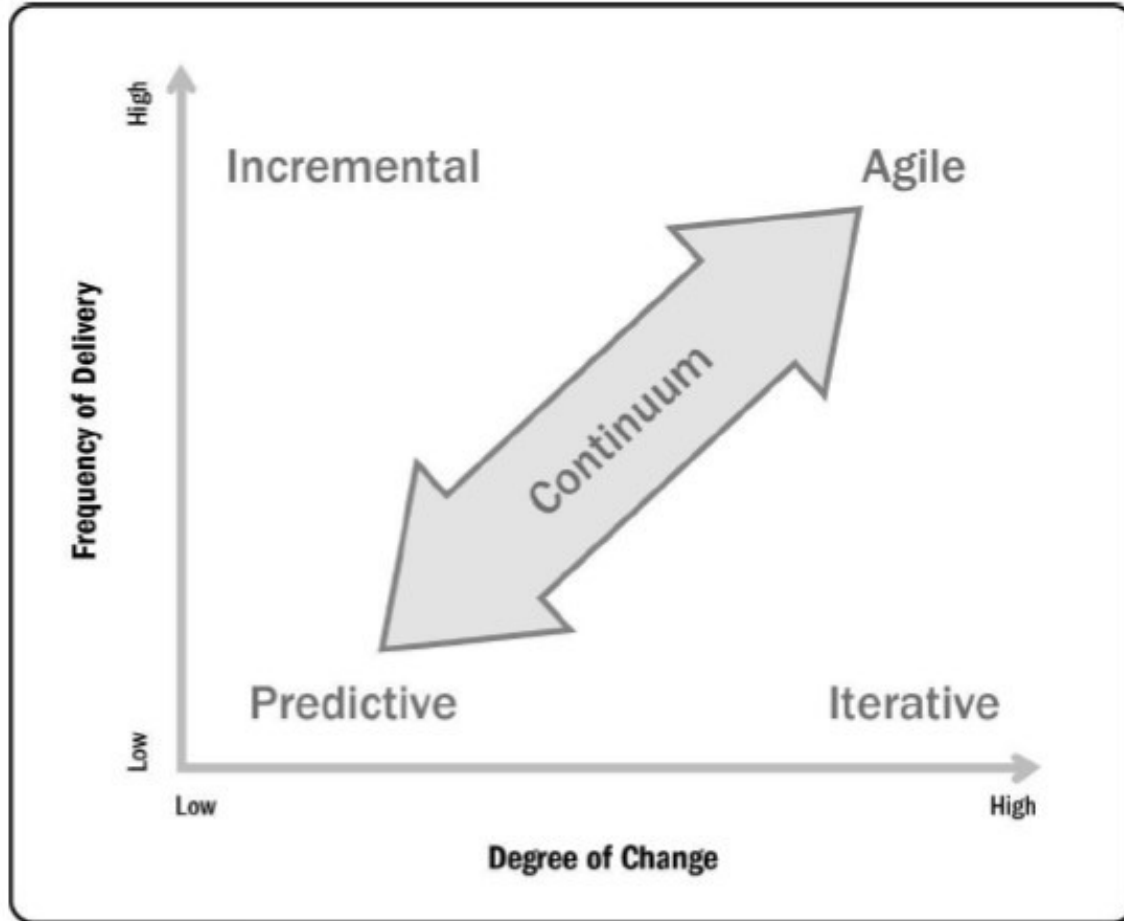 High
Incremental
Agile
Frequency of Delivery
Continuum
Predictive
Iterative
Low
Low
High
Degree of Change